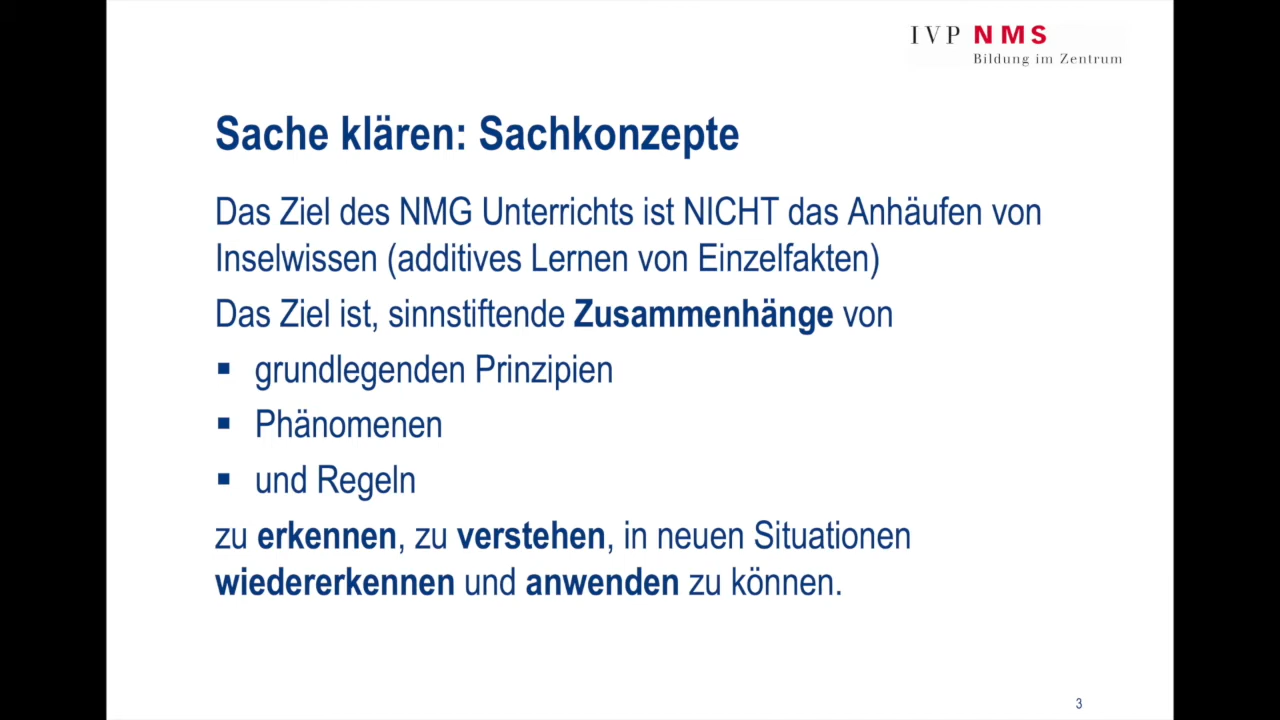 IVP NMS
Bildung im Zentrum
Sache klären: Sachkonzepte
Das Ziel des NMG Unterrichts ist NICHT das Anhäufen von
Inselwissen (additives Lernen von Einzelfakten)
Das Ziel ist, sinnstiftende Zusammenhänge von
▪ grundlegenden Prinzipien
▪ Phänomenen
▪ und Regeln
zu erkennen, zu verstehen, in neuen Situationen
wiedererkennen und anwenden zu können.
3